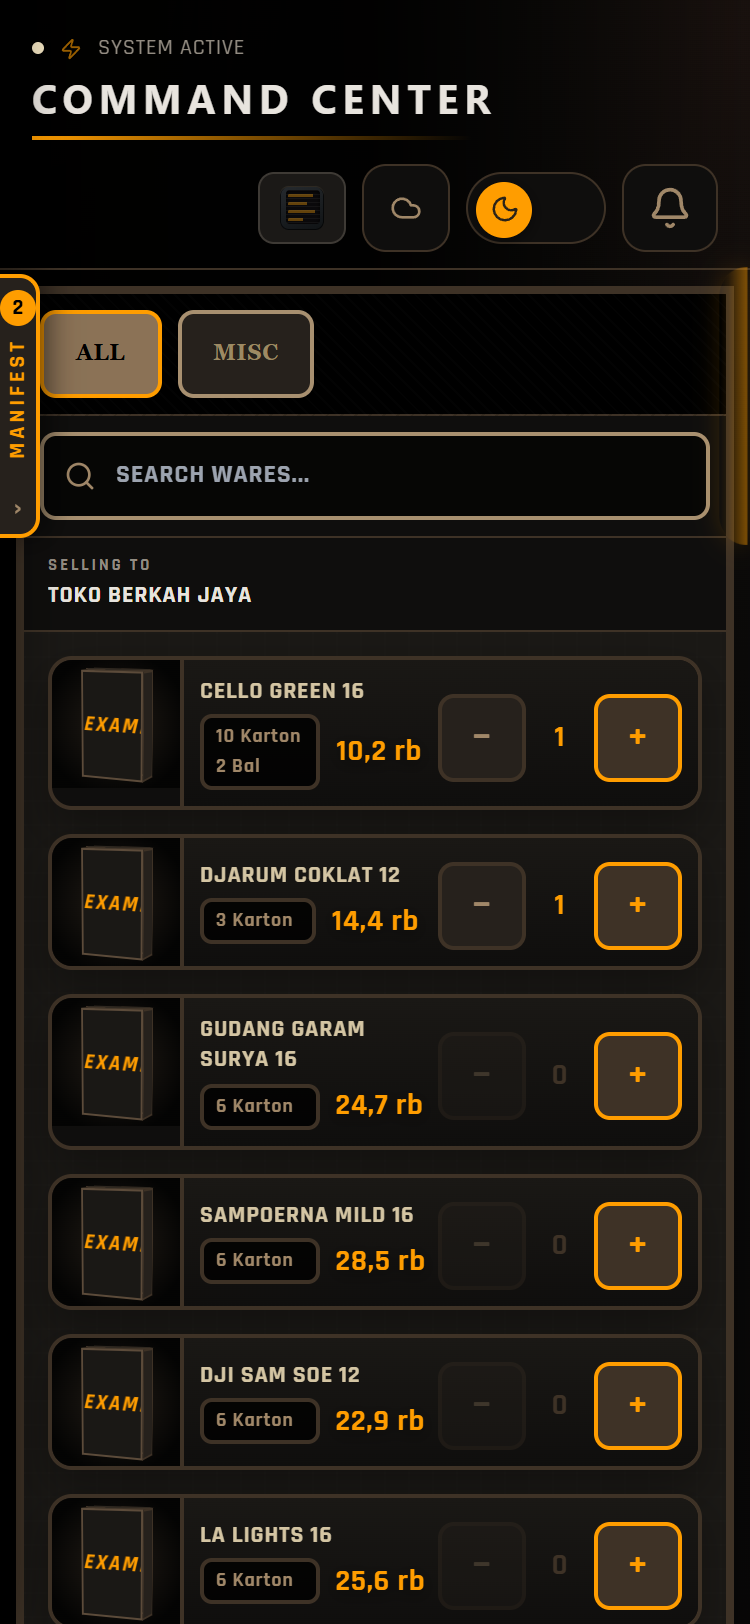 SYSTEM ACTIVE
COMMAND CENTER
2
MANIFEST
›
ALL
MISC
SEARCH WARES...
SELLING TO
TOKO BERKAH JAYA
EXAM
CELLO GREEN 16
10 Karton
2 Bal
10,2 rb
−
1
+
EXAM
DJARUM COKLAT 12
3 Karton
14,4 rb
−
1
+
EXAM
GUDANG GARAM
SURYA 16
6 Karton
24,7 rb
−
0
+
EXAM
SAMPOERNA MILD 16
6 Karton
28,5 rb
−
0
+
EXAM
DJI SAM SOE 12
6 Karton
22,9 rb
−
0
+
EXAM
LA LIGHTS 16
6 Karton
25,6 rb
−
0
+